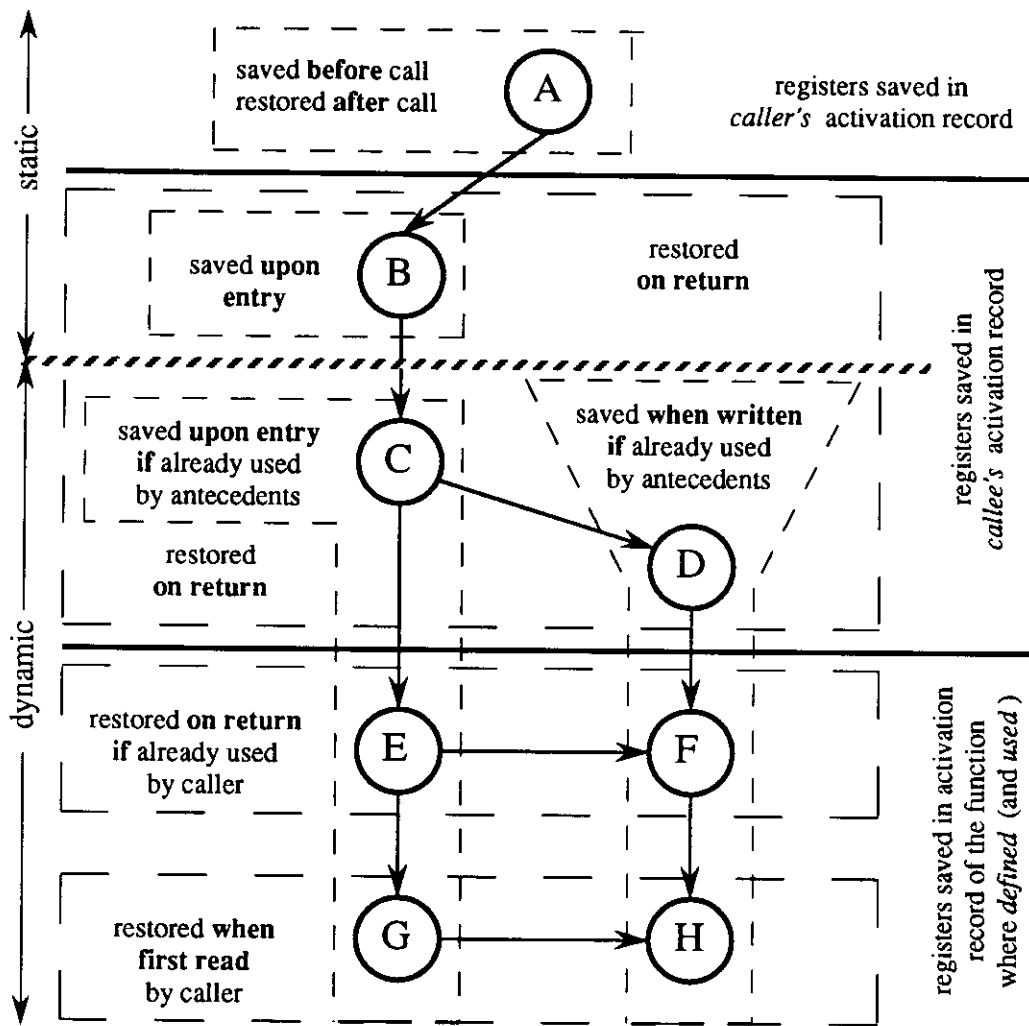 saved before call
restored after call
A
registers saved in
caller's activation record
static
saved upon
entry
B
restored
on return
saved upon entry
if already used
by antecedents
C
saved when written
if already used
by antecedents
registers saved in
callee's activation record
restored
on return
D
dynamic
restored on return
if already used
by caller
E
F
registers saved in activation
record of the function
where defined (and used)
restored when
first read
by caller
G
H